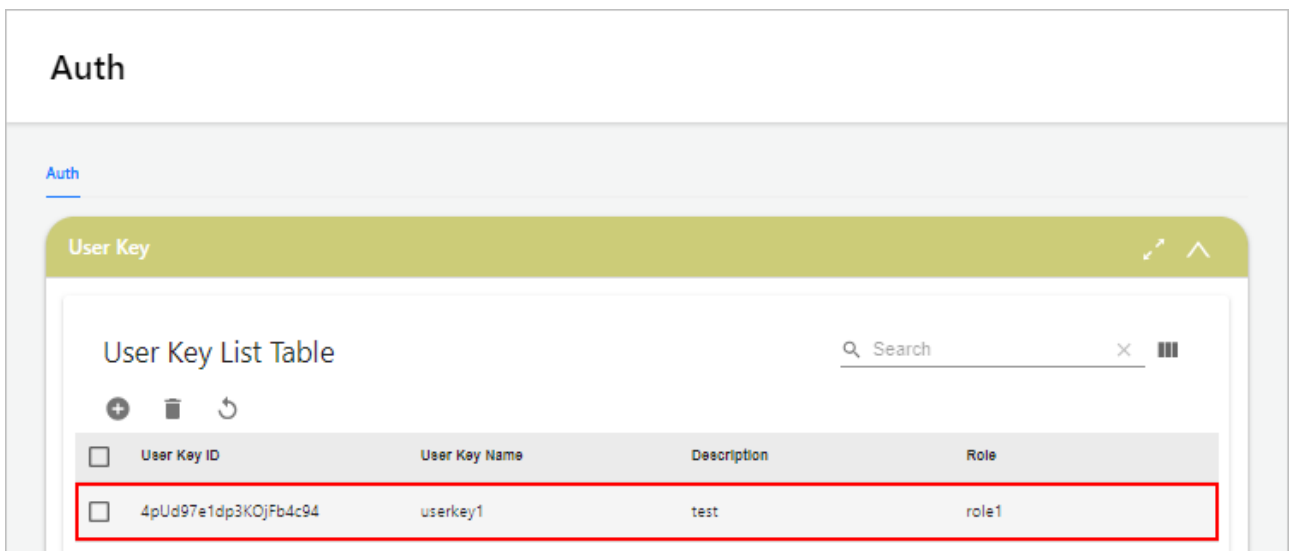 Auth
Auth
User Key
User Key List Table
Search
User Key ID User Key Name Description Role
4pUd97e1dp3KOjFb4c94 userkey1 test role1